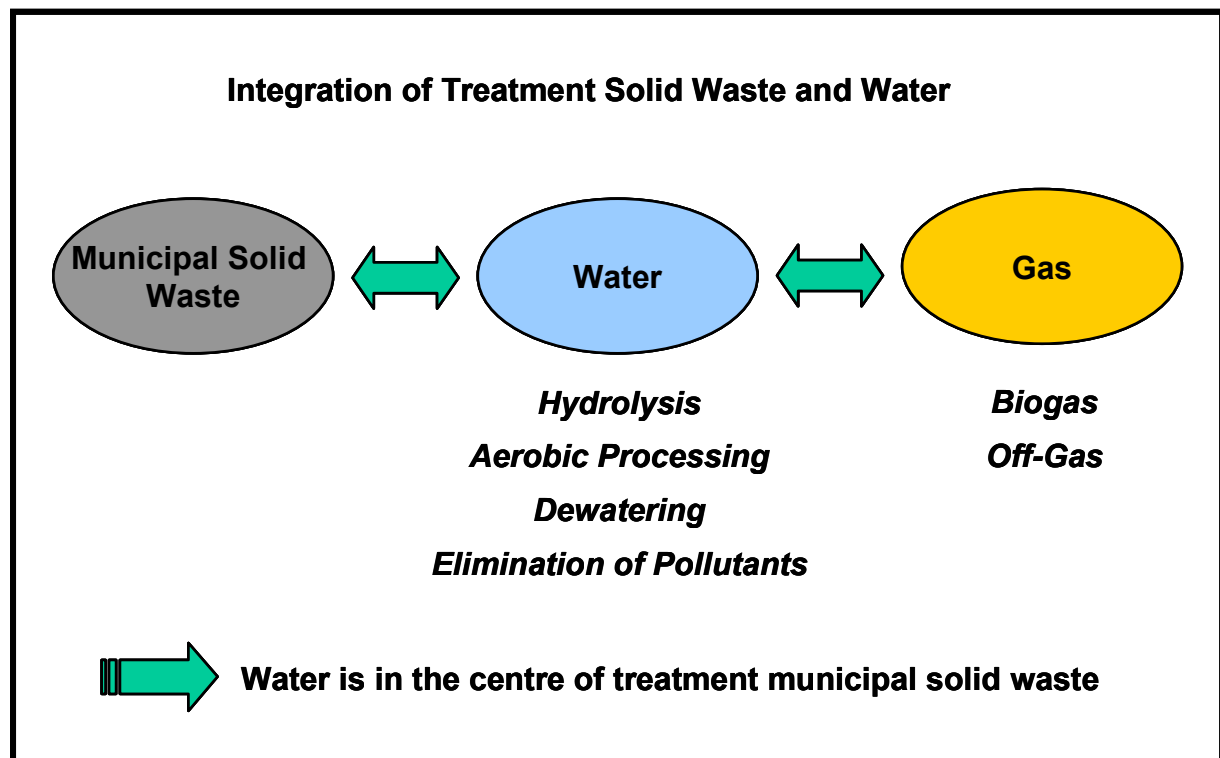 Integration of Treatment Solid Waste and Water
Municipal Solid
Waste
Water
Gas
Hydrolysis
Aerobic Processing
Dewatering
Elimination of Pollutants
Biogas
Off-Gas
Water is in the centre of treatment municipal solid waste